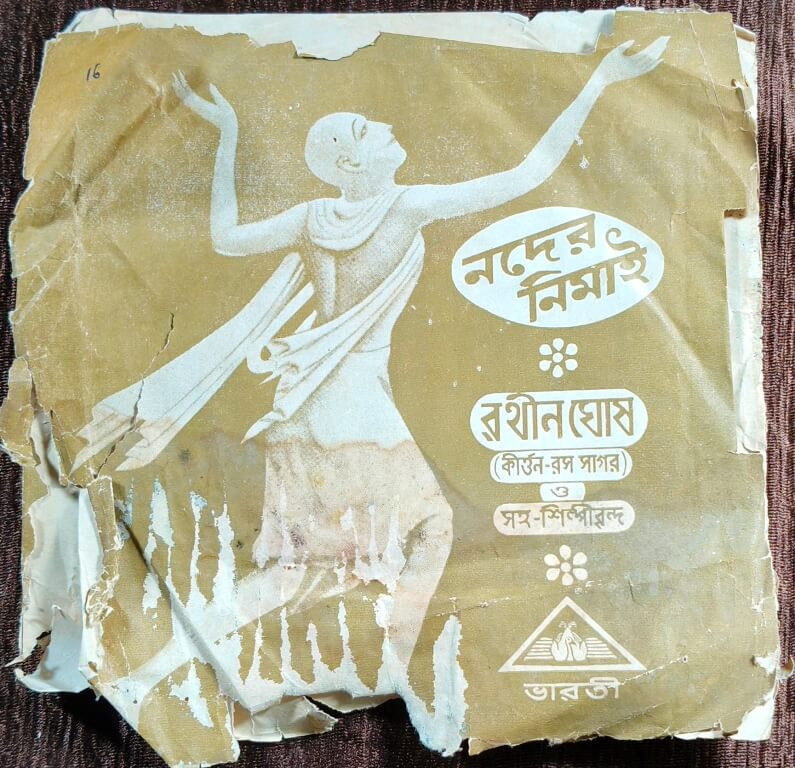 16
নদের
নিমাই
রথীন ঘোষ
(কীর্ত্তন-রস সাগর)
ও
সহ-শিল্পীবৃন্দ
ভারতী